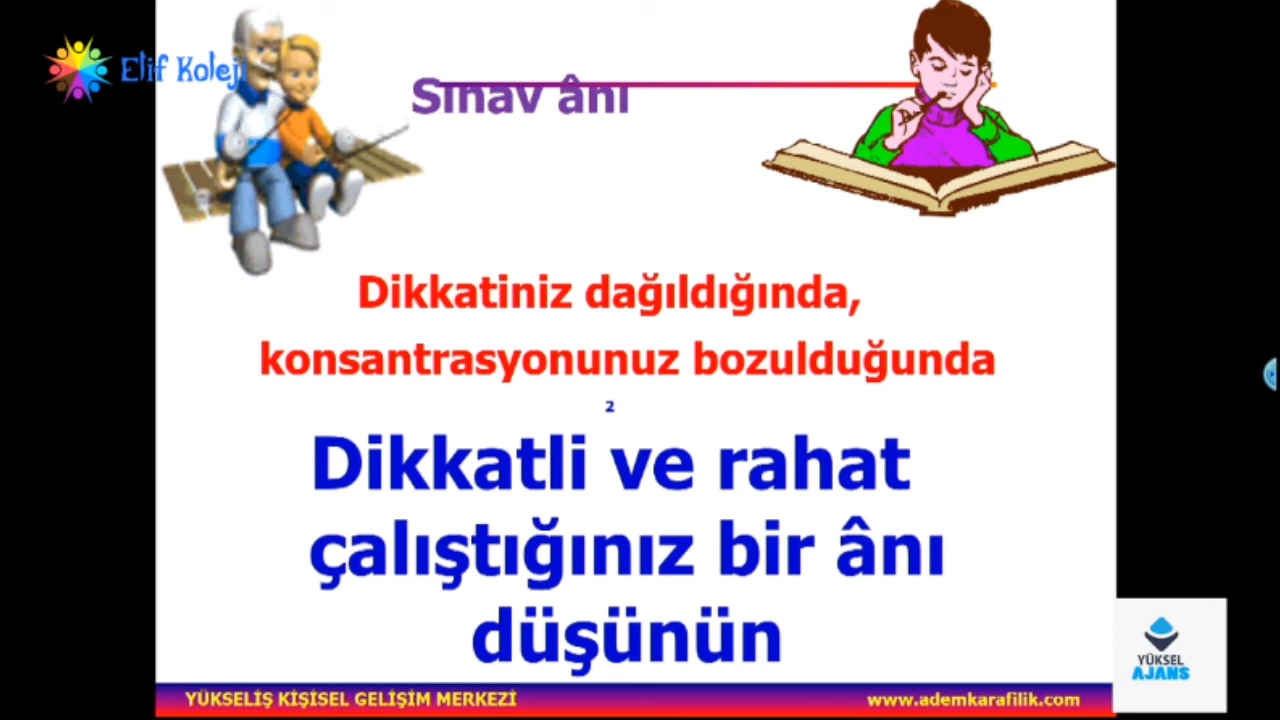 Elif Koleji
Sınav ânı
Dikkatiniz dağıldığında,
konsantrasyonunuz bozulduğunda
2
Dikkatli ve rahat
çalıştığınız bir ânı
düşünün
YÜKSEL
AJANS
YÜKSELİŞ KİŞİSEL GELİŞİM MERKEZİ
www.ademkarafilik.com